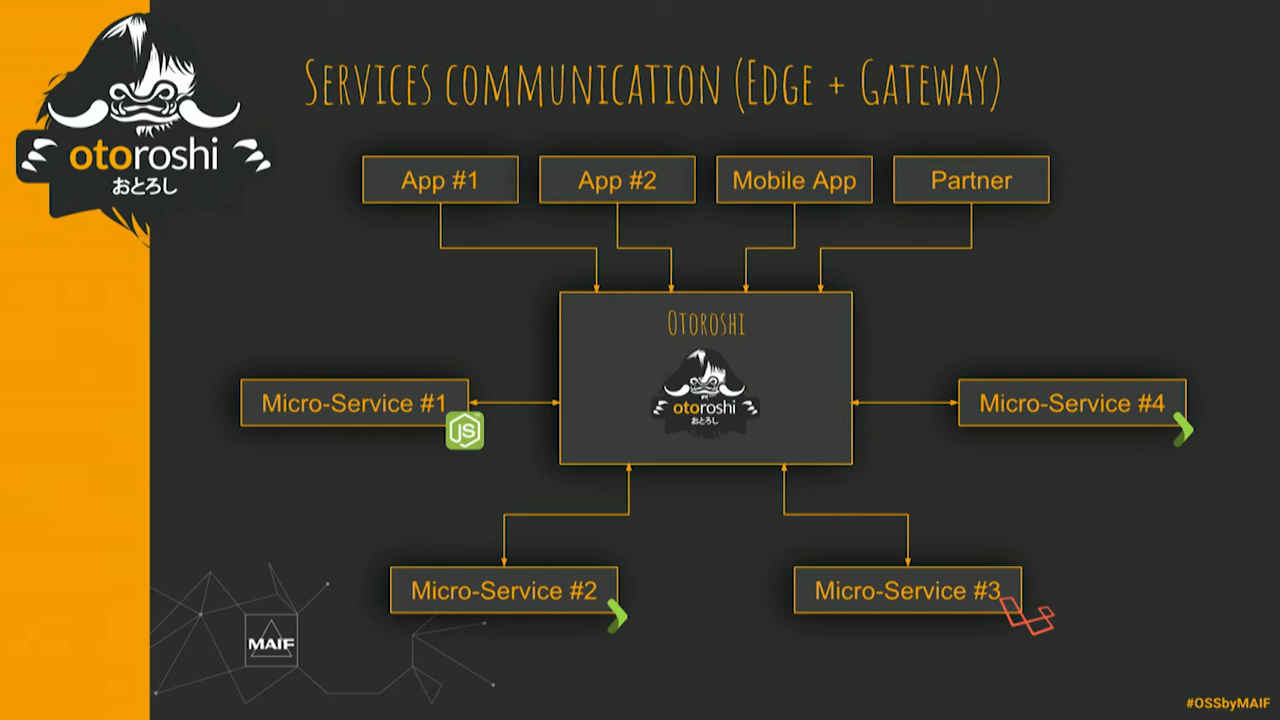 otoroshi
おとろし
Services communication (Edge + Gateway)
App #1
App #2
Mobile App
Partner
Otoroshi
otoroshi
おとろし
Micro-Service #1
JS
Micro-Service #4
Micro-Service #2
Micro-Service #3
MAIF
#OSSbyMAIF